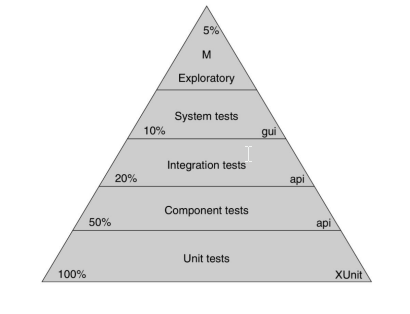 5%
M
Exploratory
System tests
10% gui
Integration tests
20% api
Component tests
50% api
Unit tests
100% XUnit